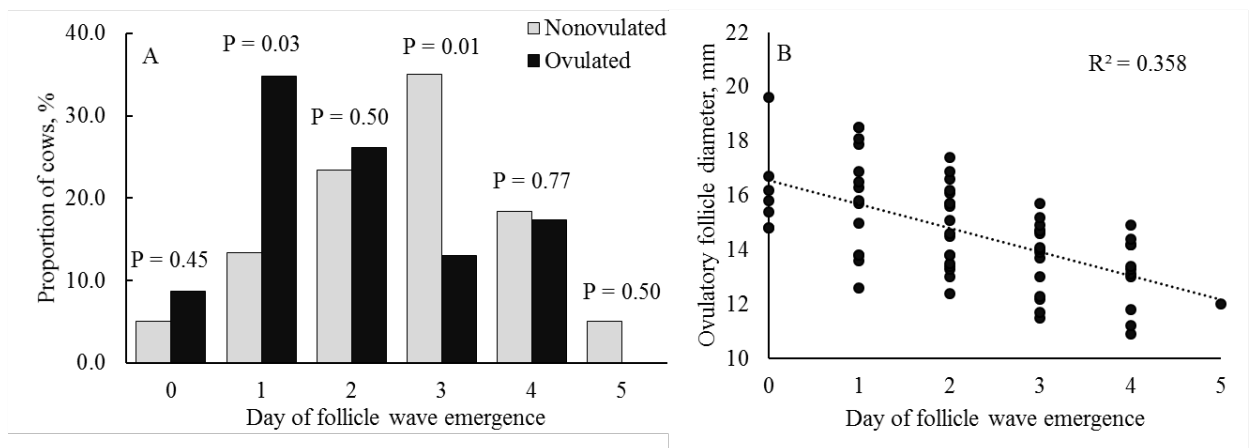 A
Nonovulated
Ovulated
Proportion of cows, %
40.0
30.0
20.0
10.0
0.0
P = 0.45
P = 0.03
P = 0.50
P = 0.01
P = 0.77
P = 0.50
0 1 2 3 4 5
Day of follicle wave emergence
B
R² = 0.358
Ovulatory follicle diameter, mm
22
20
18
16
14
12
10
0 1 2 3 4 5
Day of follicle wave emergence